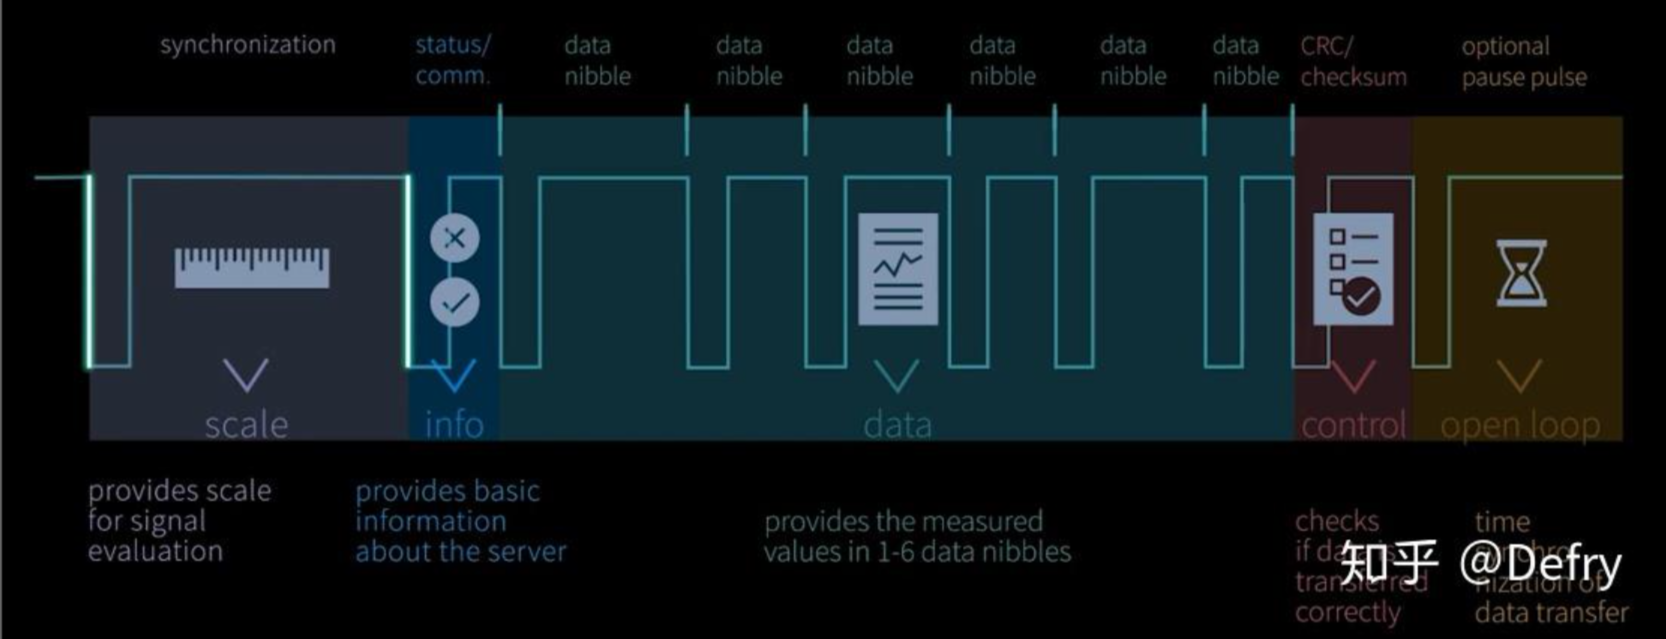 synchronization
status/
comm.
data
nibble
data
nibble
data
nibble
data
nibble
data
nibble
data
nibble
CRC/
checksum
optional
pause pulse
scale
info
data
control
open loop
provides scale
for signal
evaluation
provides basic
information
about the server
provides the measured
values in 1-6 data nibbles
checks
if data is
transferred
correctly
time
synchro-
nization of
data transfer
知乎 @Defry